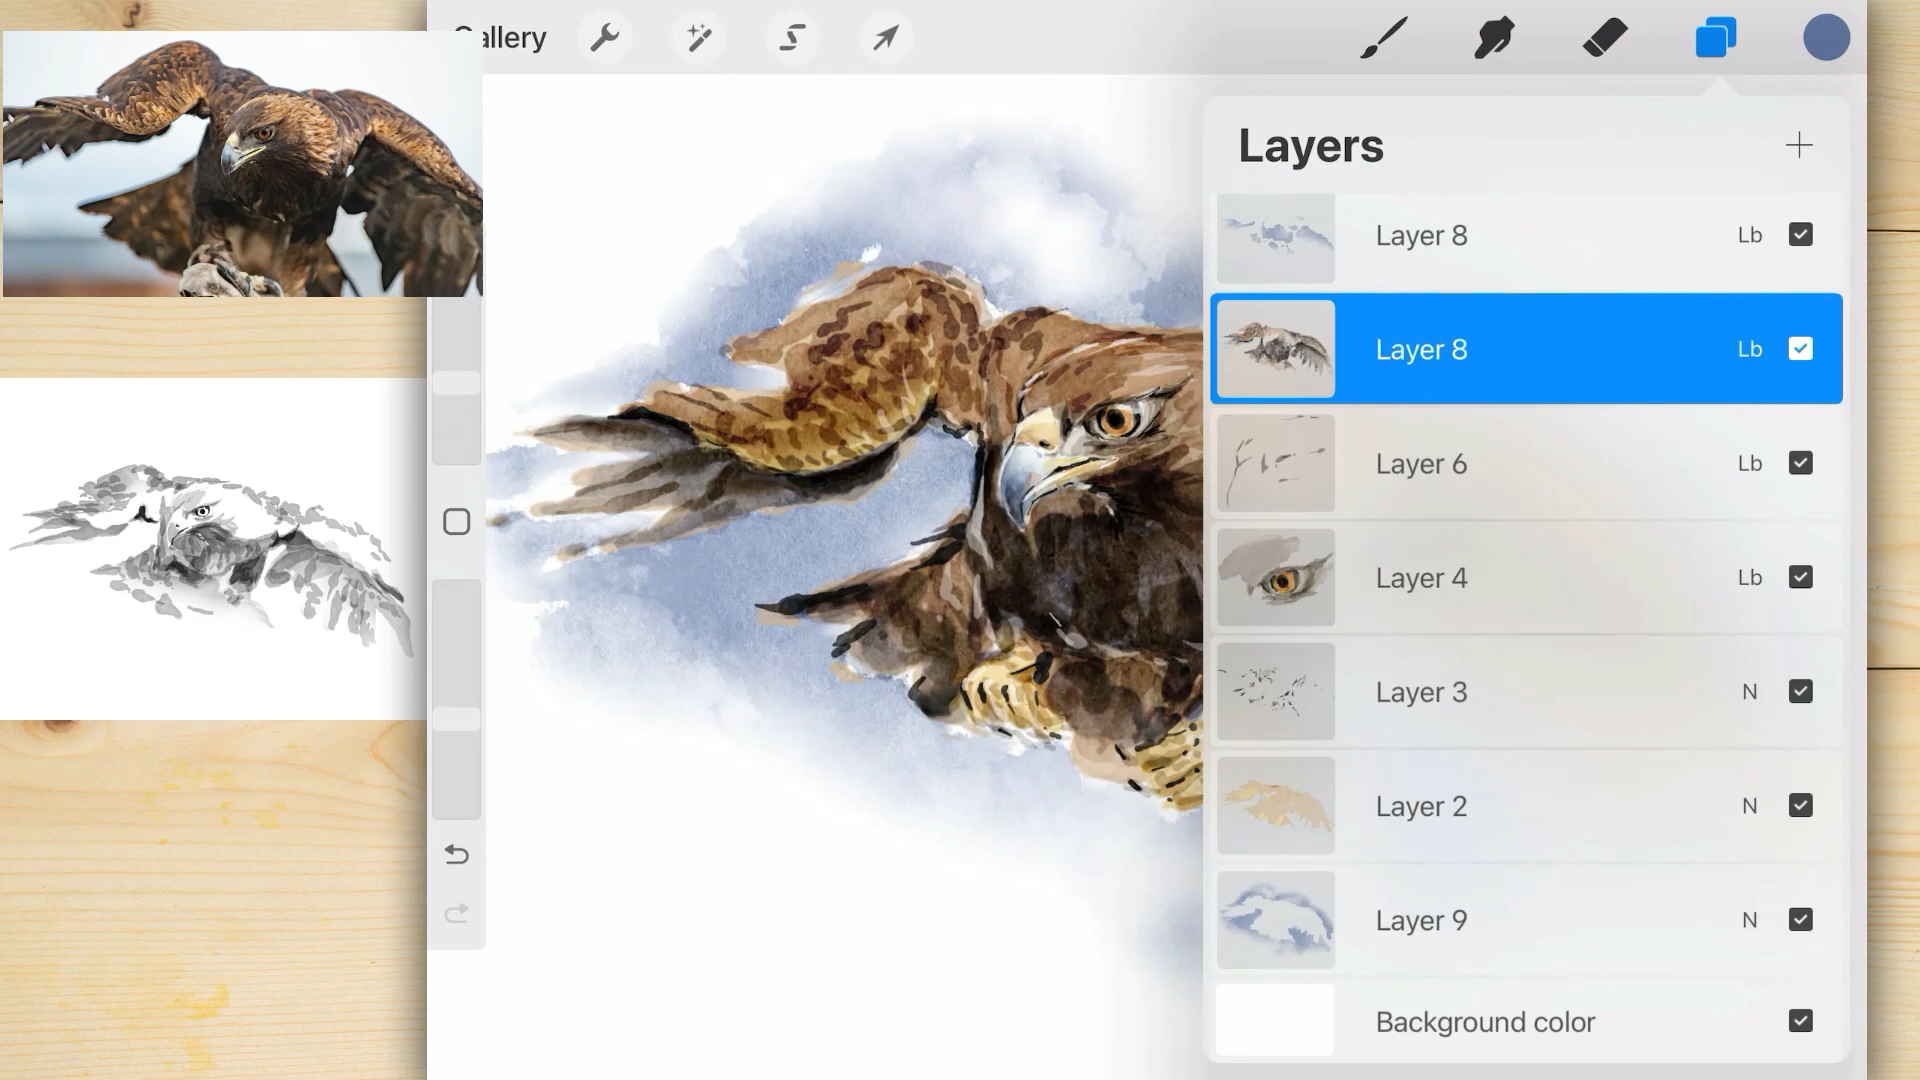 Gallery
Layers
Layer 8 Lb
Layer 8 Lb
Layer 6 Lb
Layer 4 Lb
Layer 3 N
Layer 2 N
Layer 9 N
Background color